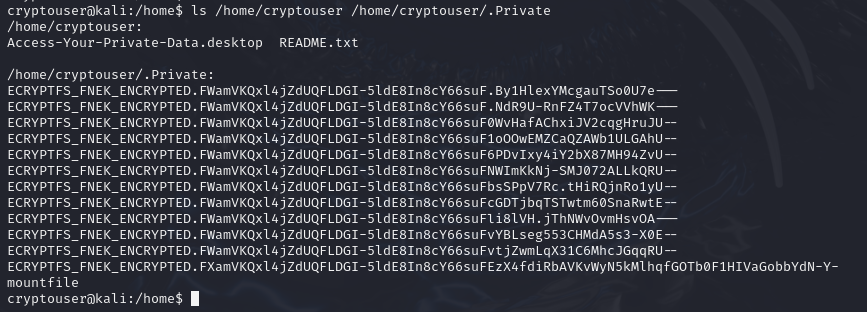 cryptouser@kali:/home$ ls /home/cryptouser /home/cryptouser/.Private
/home/cryptouser:
Access-Your-Private-Data.desktop  README.txt

/home/cryptouser/.Private:
ECRYPTFS_FNEK_ENCRYPTED.FWamVKQxl4jZdUQFLDGI-5ldE8In8cY66suF.By1HlexYMcgauTSo0U7e---
ECRYPTFS_FNEK_ENCRYPTED.FWamVKQxl4jZdUQFLDGI-5ldE8In8cY66suF.NdR9U-RnFZ4T7ocVVhWK---
ECRYPTFS_FNEK_ENCRYPTED.FWamVKQxl4jZdUQFLDGI-5ldE8In8cY66suF0WvHafAChxiJV2cqgHruJU--
ECRYPTFS_FNEK_ENCRYPTED.FWamVKQxl4jZdUQFLDGI-5ldE8In8cY66suF1oOOwEMZCaQZAWb1ULGAhU--
ECRYPTFS_FNEK_ENCRYPTED.FWamVKQxl4jZdUQFLDGI-5ldE8In8cY66suF6PDvIxy4iY2bX87MH94ZvU--
ECRYPTFS_FNEK_ENCRYPTED.FWamVKQxl4jZdUQFLDGI-5ldE8In8cY66suFNWImKkNj-SMJ072ALLkQRU--
ECRYPTFS_FNEK_ENCRYPTED.FWamVKQxl4jZdUQFLDGI-5ldE8In8cY66suFbsSPpV7Rc.tHiRQjnRo1yU--
ECRYPTFS_FNEK_ENCRYPTED.FWamVKQxl4jZdUQFLDGI-5ldE8In8cY66suFcGDTjbqTSTwtm60SnaRwtE--
ECRYPTFS_FNEK_ENCRYPTED.FWamVKQxl4jZdUQFLDGI-5ldE8In8cY66suFli8lVH.jThNWvOvmHsvOA---
ECRYPTFS_FNEK_ENCRYPTED.FWamVKQxl4jZdUQFLDGI-5ldE8In8cY66suFvYBLseg553CHMdA5s3-X0E--
ECRYPTFS_FNEK_ENCRYPTED.FWamVKQxl4jZdUQFLDGI-5ldE8In8cY66suFvtjZwmLqX31C6MhcJGqqRU--
ECRYPTFS_FNEK_ENCRYPTED.FXamVKQxl4jZdUQFLDGI-5ldE8In8cY66suFEzX4fdiRbAVKvWyN5kMlhqfGOTb0F1HIVaGobbYdN-Y-
mountfile
cryptouser@kali:/home$